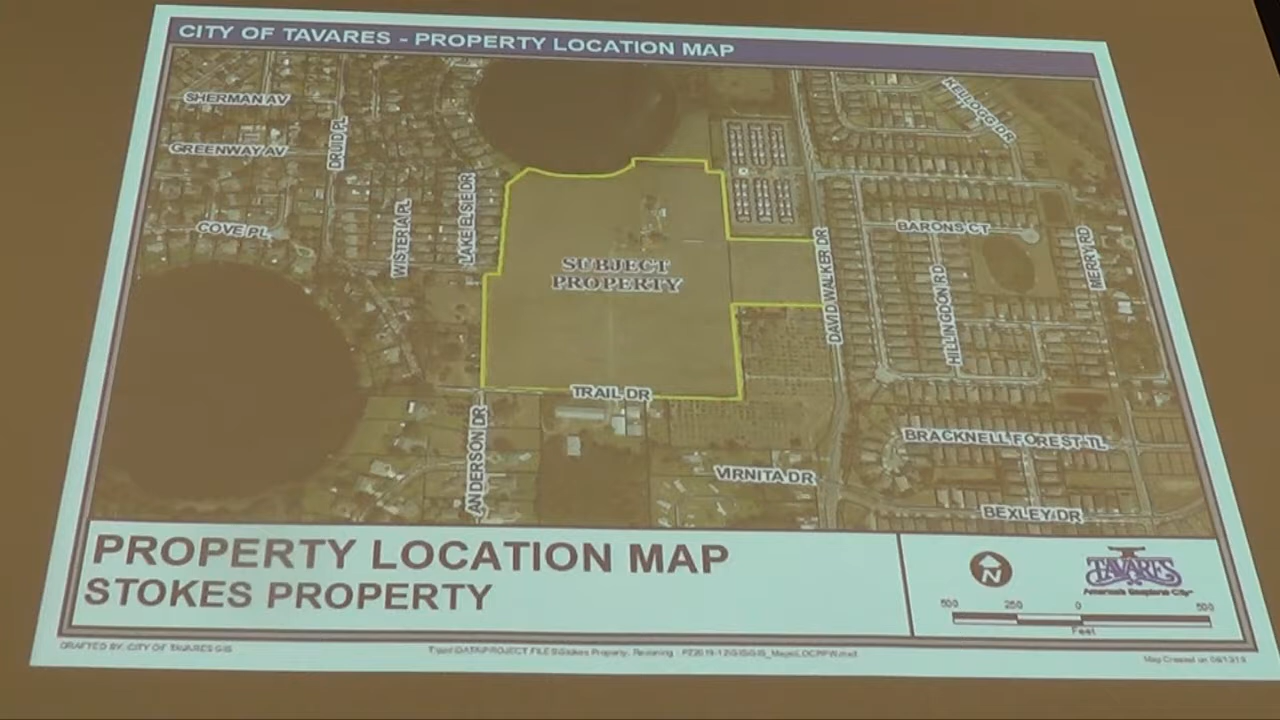 CITY OF TAVARES - PROPERTY LOCATION MAP
KELLOGG DR
SHERMAN AV
DRUID PL
GREENWAY AV
LAKE ELSIE DR
WISTERIA PL
COVE PL
BARONS CT
MERRY RD
DAVID WALKER DR
HILLINGDON RD
SUBJECT
PROPERTY
TRAIL DR
ANDERSON DR
BRACKNELL FOREST TL
VIRNITA DR
BEXLEY DR
PROPERTY LOCATION MAP
STOKES PROPERTY
N
TAVARES
America's Seaplane City
500 250 0 500
Feet
DRAFTED BY: CITY OF TAVARES GIS